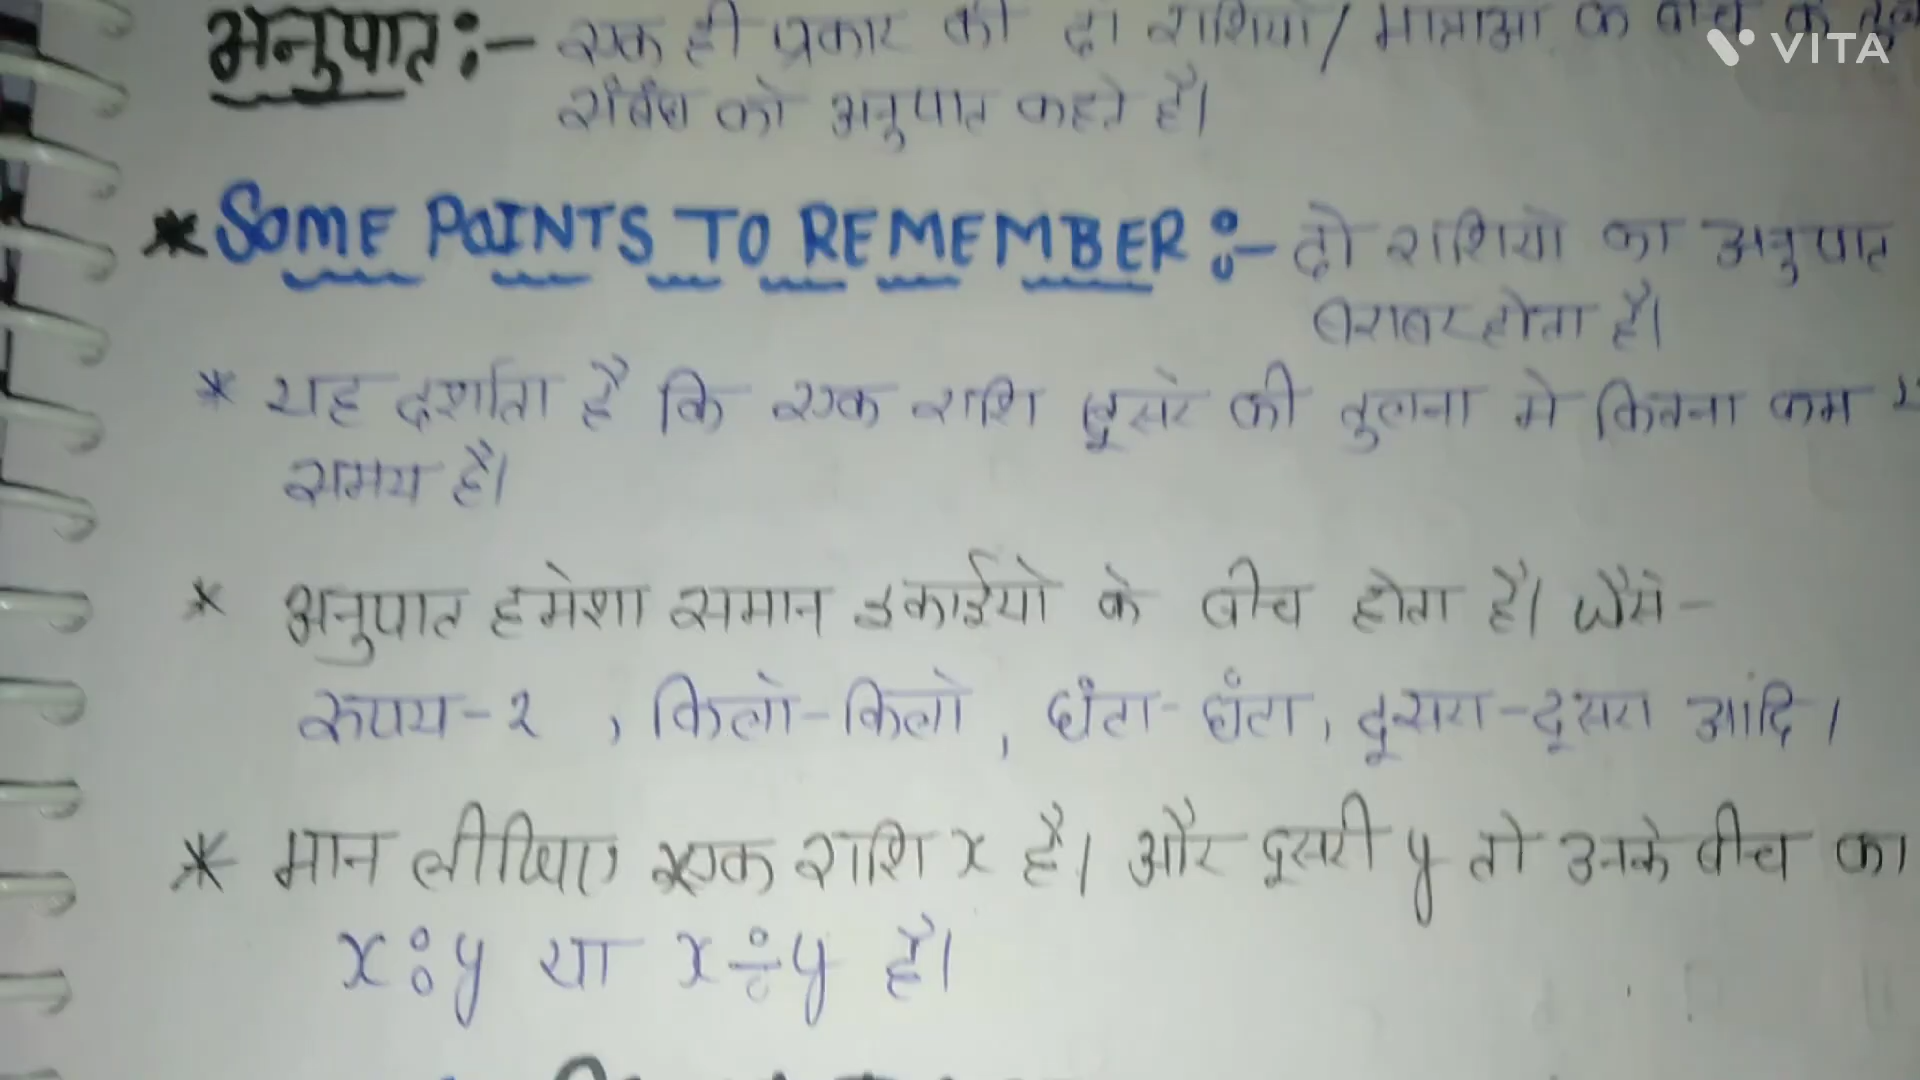 अनुपात :- एक ही प्रकार की दो राशियों / मात्राओं के बीच के
VITA
संबंध को अनुपात कहते है।
* SOME POINTS TO REMEMBER :- दो राशियो का अनुपात
बराबर होता है।
* यह दर्शाता है कि एक राशि दूसरे की तुलना मे कितना कम
समय है।
* अनुपात हमेशा समान इकाईयो के बीच होता है। जैसे -
रूपय - २ , किलो - किलो , घंटा - घंटा , दूसरा - दूसरा आदि।
* मान लीजिए एक राशि x है। और दूसरी y तो उनके बीच का
x : y या x ÷ y है।